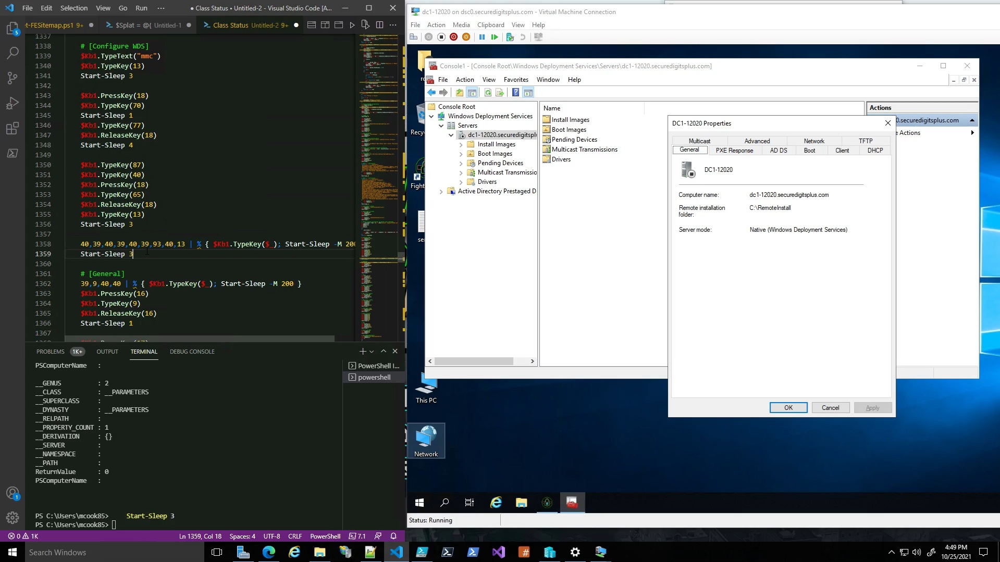 File Edit Selection View Go Run ··· ● Class Status • Untitled-2 - Visual Studio Code [A...
et-FESitemap.ps1 9+ ● $Splat = @{ Untitled-1 ● Class Status Untitled-2 9+ ●
1337
1338 # [Configure WDS]
1339 $Kb1.TypeText("mmc")
1340 $Kb1.TypeKey(13)
1341 Start-Sleep 3
1342
1343 $Kb1.PressKey(18)
1344 $Kb1.TypeKey(70)
1345 Start-Sleep 1
1346 $Kb1.TypeKey(77)
1347 $Kb1.ReleaseKey(18)
1348 Start-Sleep 4
1349
1350 $Kb1.TypeKey(87)
1351 $Kb1.TypeKey(40)
1352 $Kb1.PressKey(18)
1353 $Kb1.TypeKey(65)
1354 $Kb1.ReleaseKey(18)
1355 $Kb1.TypeKey(13)
1356 Start-Sleep 3
1357
1358 40,39,40,39,40,39,93,40,13 | % { $Kb1.TypeKey($_); Start-Sleep -M 200
1359 Start-Sleep 3
1360
1361 # [General]
1362 39,9,40,40 | % { $Kb1.TypeKey($_); Start-Sleep -M 200 }
1363 $Kb1.PressKey(16)
1364 $Kb1.TypeKey(9)
1365 $Kb1.ReleaseKey(16)
1366 Start-Sleep 1
1367
PROBLEMS 1K+ OUTPUT TERMINAL DEBUG CONSOLE
PowerShell I...
powershell
PSComputerName :
__GENUS : 2
__CLASS : __PARAMETERS
__SUPERCLASS :
__DYNASTY : __PARAMETERS
__RELPATH :
__PROPERTY_COUNT : 1
__DERIVATION : {}
__SERVER :
__NAMESPACE :
__PATH :
ReturnValue : 0
PSComputerName :
PS C:\Users\mcook85> Start-Sleep 3
PS C:\Users\mcook85>
5
1
0 1K Ln 1359, Col 18 Spaces: 4 UTF-8 CRLF PowerShell 7.1
dc1-12020 on dsc0.securedigitsplus.com - Virtual Machine Connection
File Action Media Clipboard View Help
Recyc
Fight
se
This PC
Network
Console1 - [Console Root\Windows Deployment Services\Servers\dc1-12020.securedigitsplus.com]
File Action View Favorites Window Help
Console Root
Windows Deployment Services
Servers
dc1-12020.securedigitspl
Install Images
Boot Images
Pending Devices
Multicast Transmissio
Drivers
Active Directory Prestaged D
Name
Install Images
Boot Images
Pending Devices
Multicast Transmissions
Drivers
Actions
0.securedigitsplus.com
e Actions
DC1-12020 Properties
Multicast Advanced Network TFTP
General PXE Response AD DS Boot Client DHCP
DC1-12020
Computer name: dc1-12020.securedigitsplus.com
Remote installation folder: C:\RemoteInstall
Server mode: Native (Windows Deployment Services)
OK Cancel Apply
Status: Running
Search Windows
4:49 PM
10/25/2021